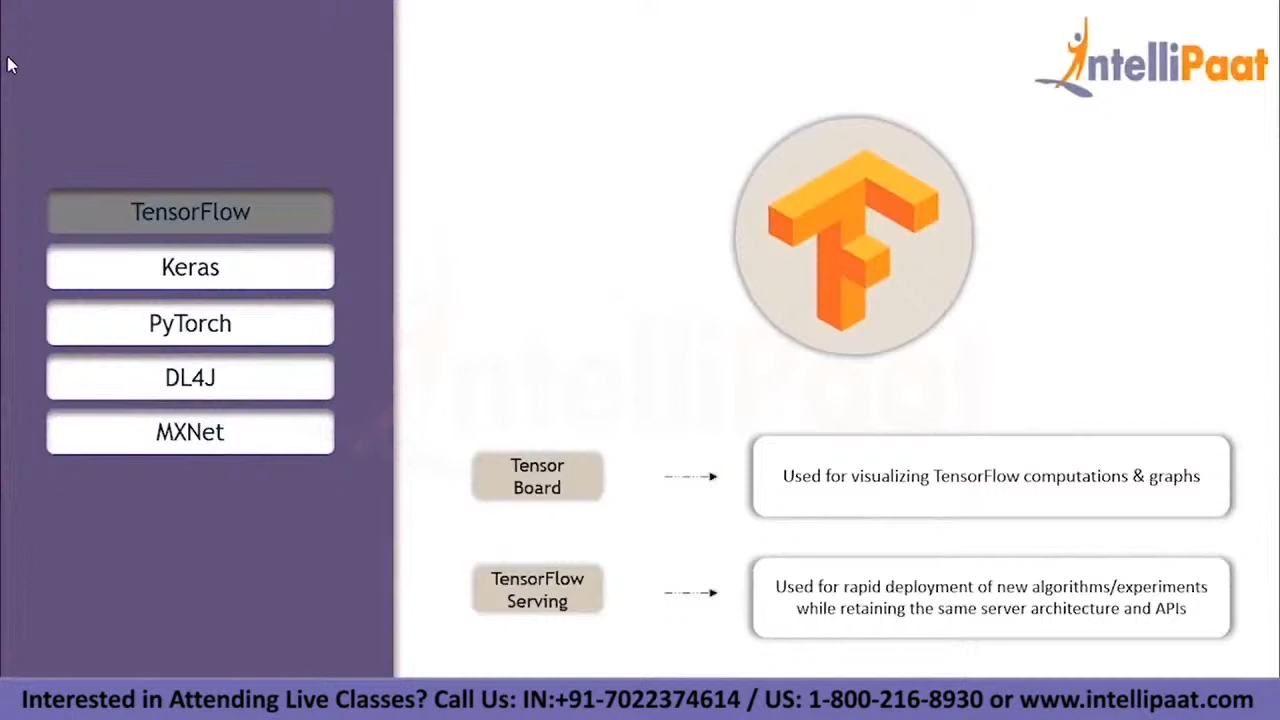 IntelliPaat
TensorFlow
Keras
PyTorch
DL4J
MXNet
IntelliPaat
Tensor
Board
Used for visualizing TensorFlow computations & graphs
TensorFlow
Serving
Used for rapid deployment of new algorithms/experiments
while retaining the same server architecture and APIs
Interested in Attending Live Classes? Call Us: IN:+91-7022374614 / US: 1-800-216-8930 or www.intellipaat.com